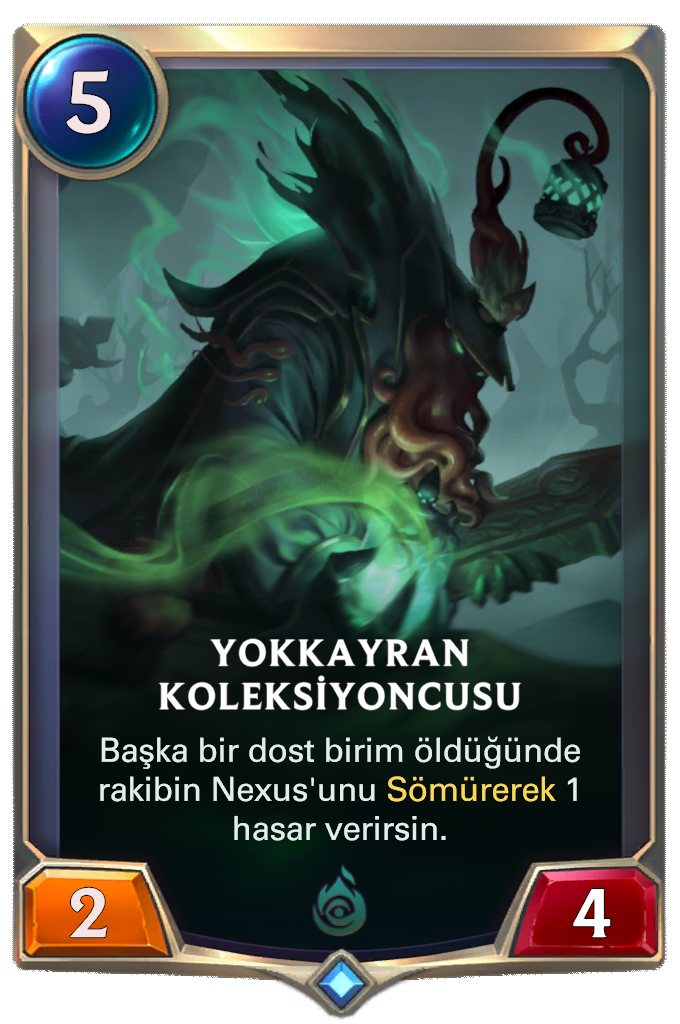 5
YOKKAYRAN
KOLEKSİYONCUSU
Başka bir dost birim öldüğünde
rakibin Nexus'unu Sömürerek 1
hasar verirsin.
2
4